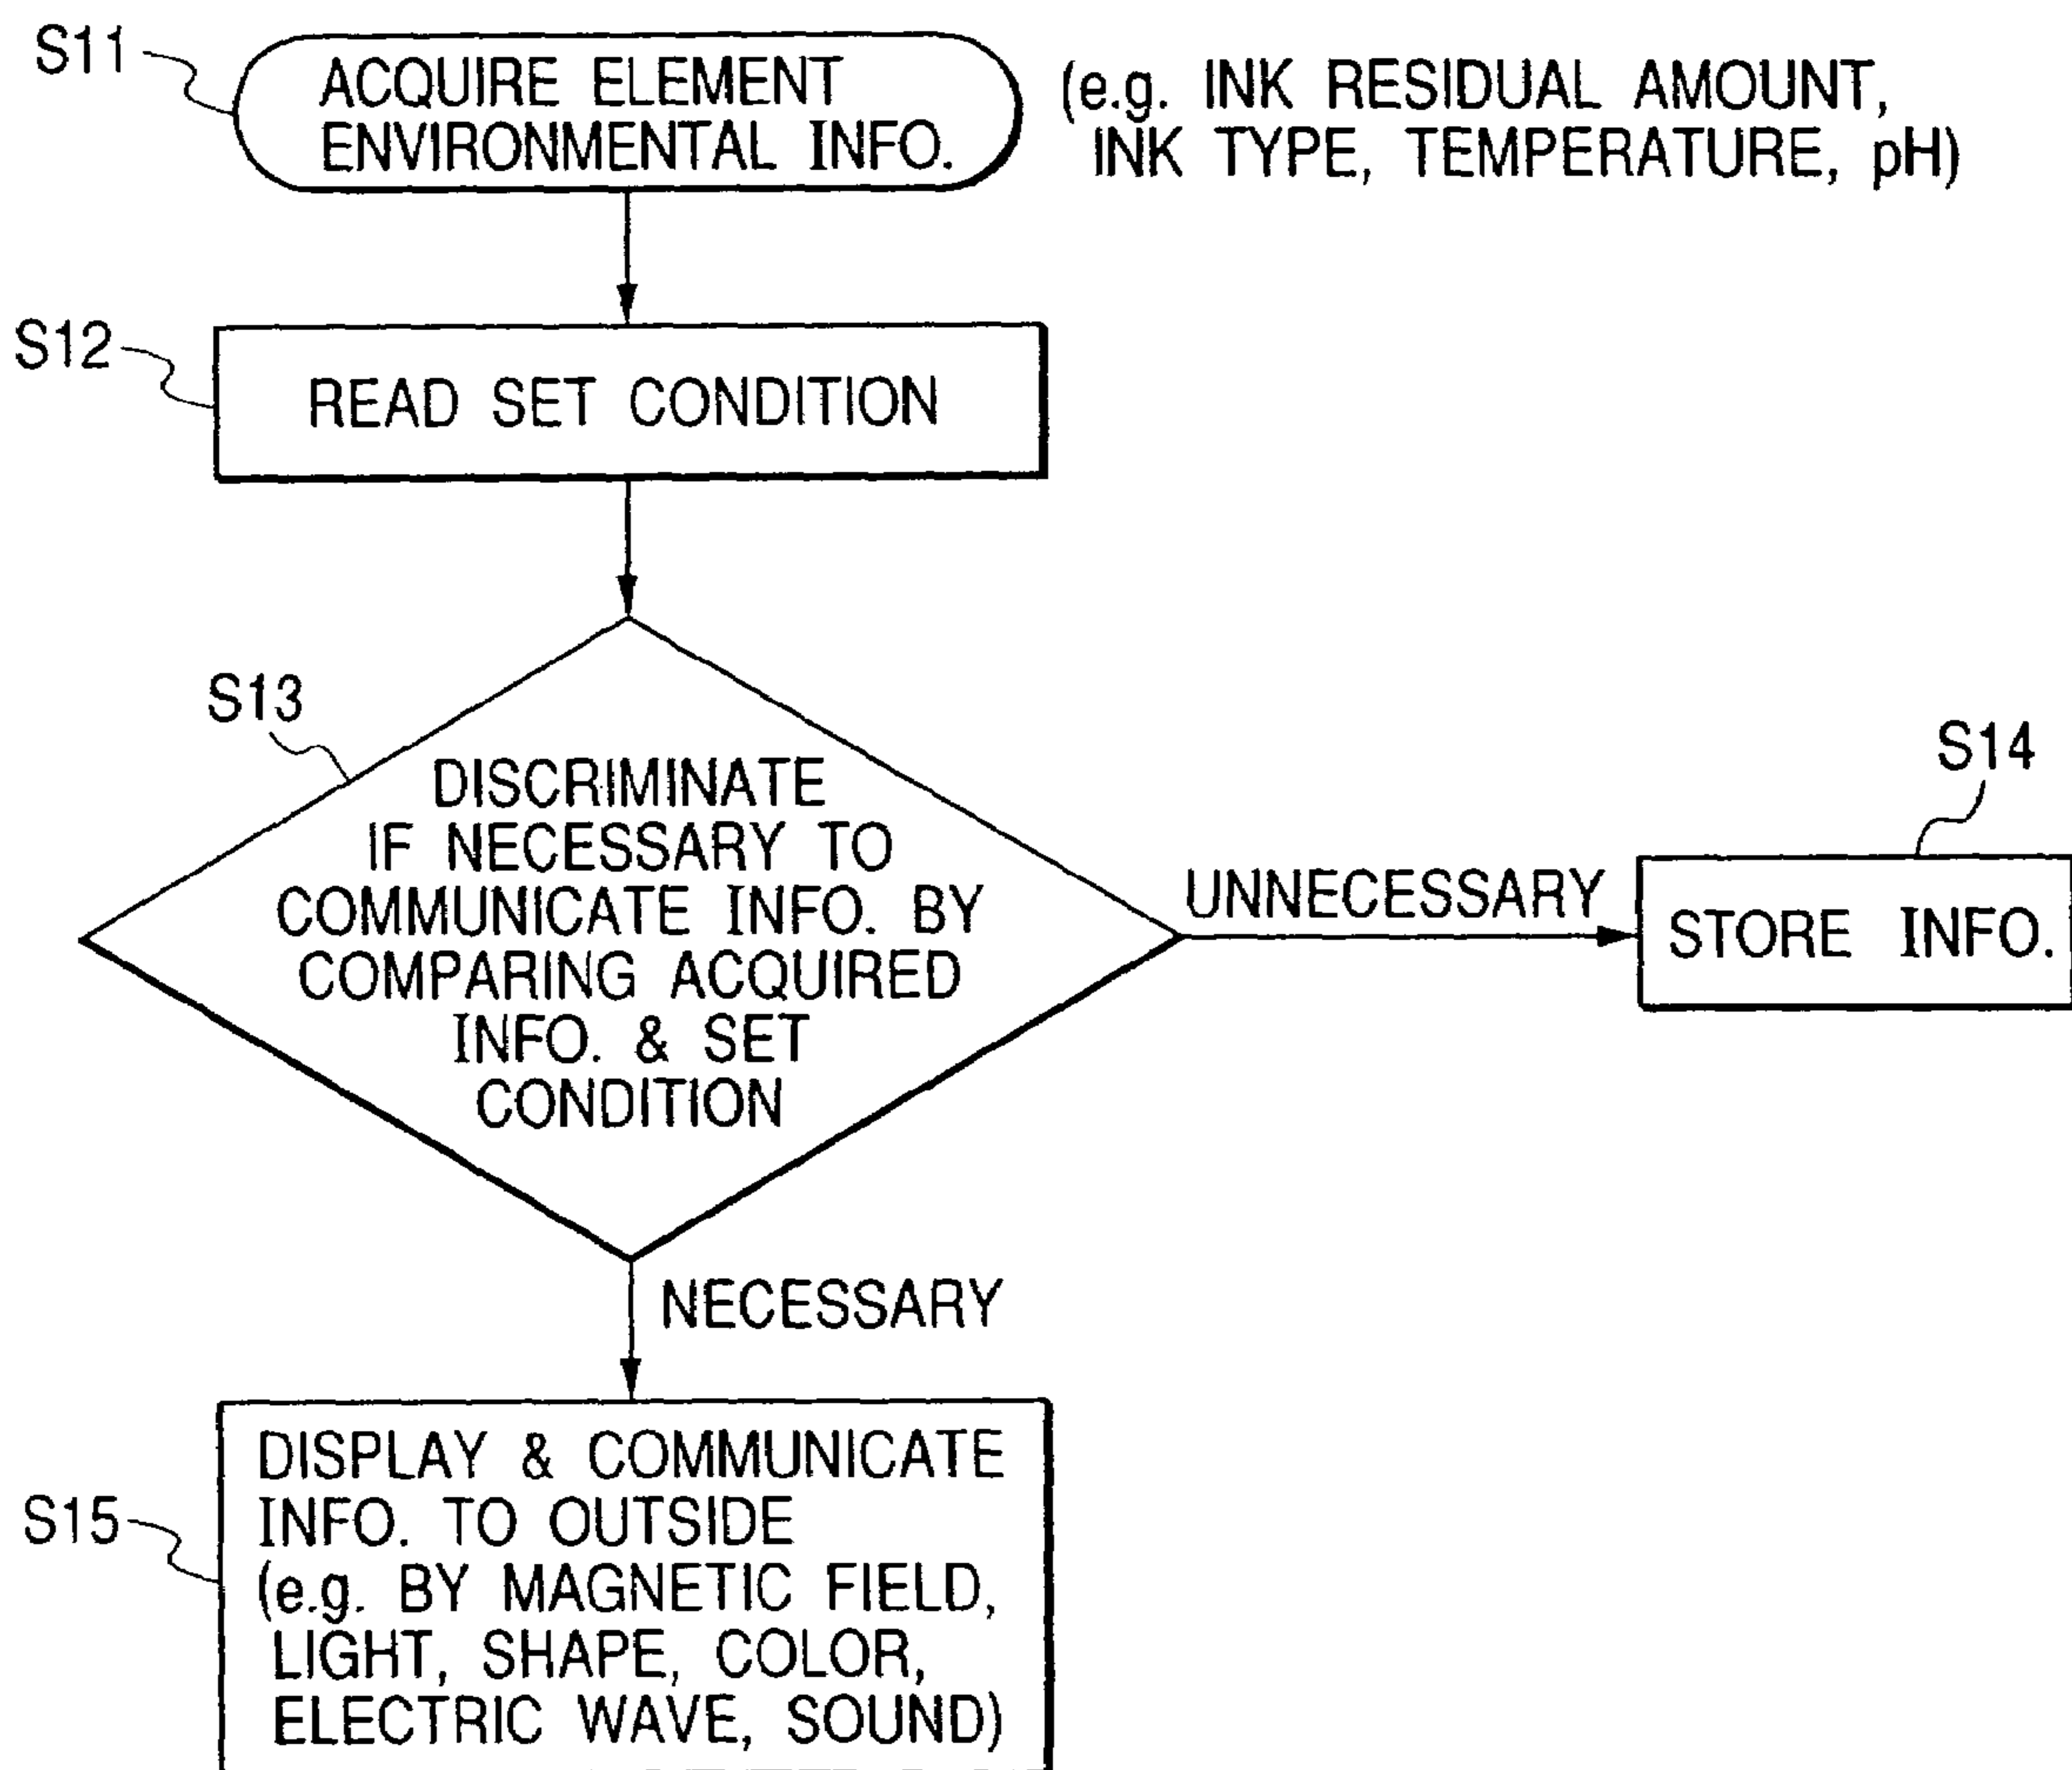 S11
ACQUIRE ELEMENT
ENVIRONMENTAL INFO.
(e.g. INK RESIDUAL AMOUNT,
INK TYPE, TEMPERATURE, pH)
S12
READ SET CONDITION
S13
DISCRIMINATE
IF NECESSARY TO
COMMUNICATE INFO. BY
COMPARING ACQUIRED
INFO. & SET
CONDITION
UNNECESSARY
S14
STORE INFO.
NECESSARY
S15
DISPLAY & COMMUNICATE
INFO. TO OUTSIDE
(e.g. BY MAGNETIC FIELD,
LIGHT, SHAPE, COLOR,
ELECTRIC WAVE, SOUND)